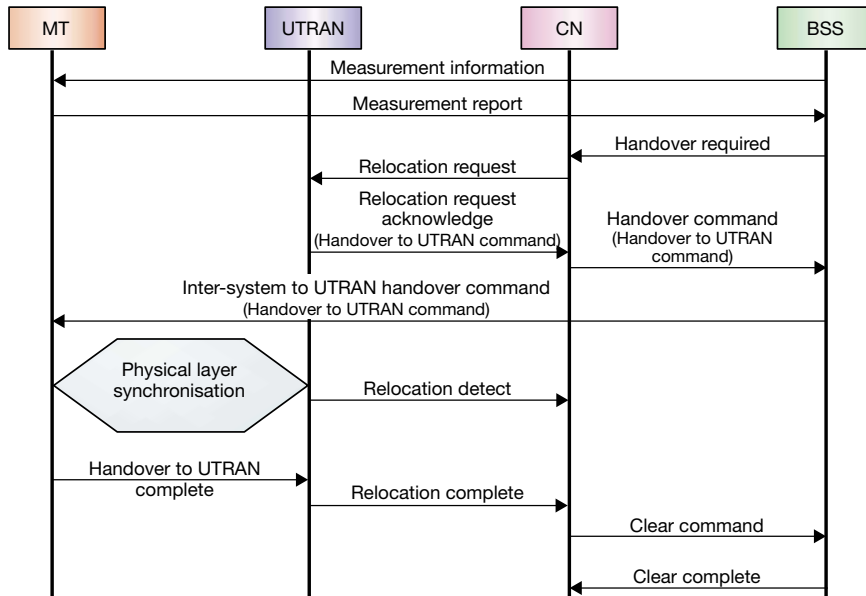 MT
UTRAN
CN
BSS
Measurement information
Measurement report
Handover required
Relocation request
Relocation request
acknowledge
(Handover to UTRAN command)
Handover command
(Handover to UTRAN
command)
Inter-system to UTRAN handover command
(Handover to UTRAN command)
Physical layer
synchronisation
Relocation detect
Handover to UTRAN
complete
Relocation complete
Clear command
Clear complete